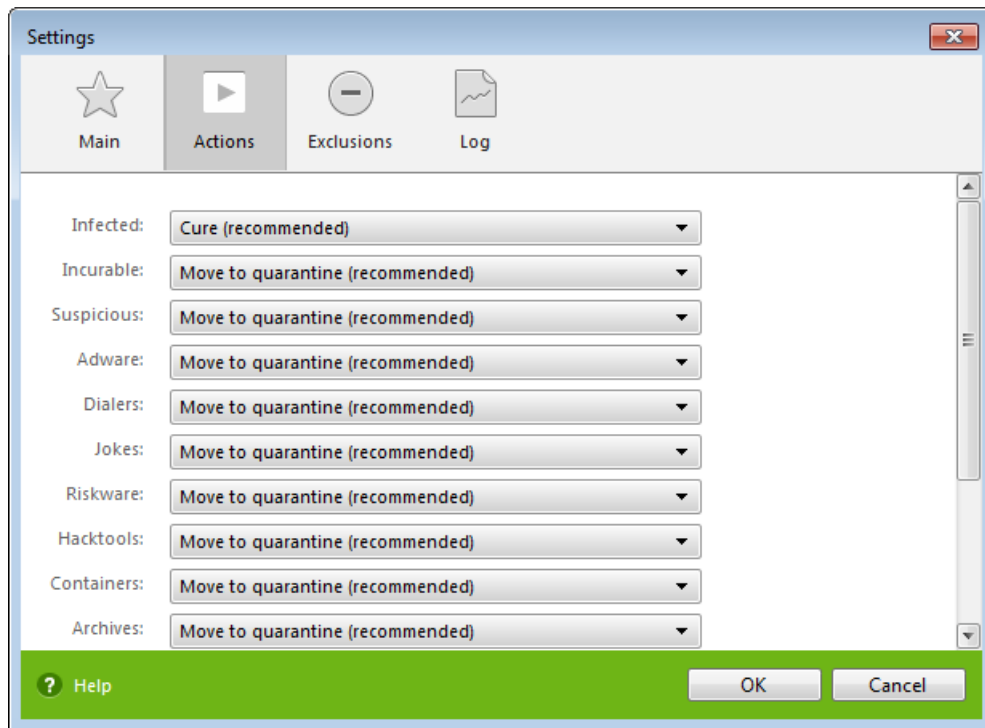 Settings
Main Actions Exclusions Log
Infected: Cure (recommended)
Incurable: Move to quarantine (recommended)
Suspicious: Move to quarantine (recommended)
Adware: Move to quarantine (recommended)
Dialers: Move to quarantine (recommended)
Jokes: Move to quarantine (recommended)
Riskware: Move to quarantine (recommended)
Hacktools: Move to quarantine (recommended)
Containers: Move to quarantine (recommended)
Archives: Move to quarantine (recommended)
? Help OK Cancel